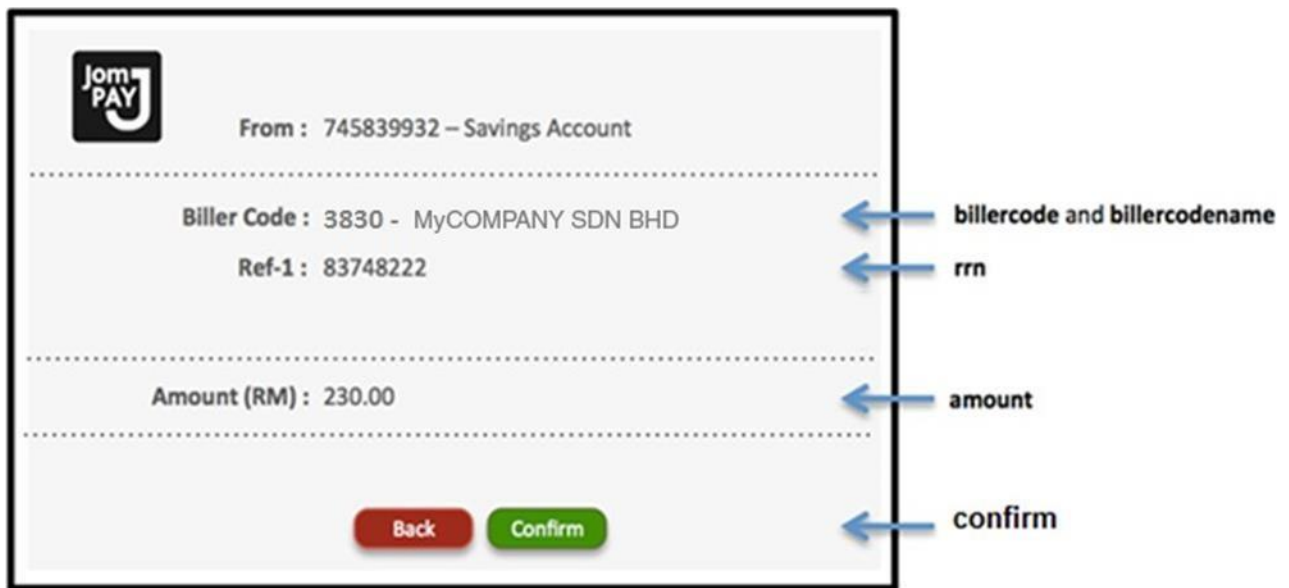 Jom
PAY
From : 745839932 – Savings Account
Biller Code : 3830 - MyCOMPANY SDN BHD
billercode and billercodename
Ref-1 : 83748222
rrn
Amount (RM) : 230.00
amount
Back
Confirm
confirm